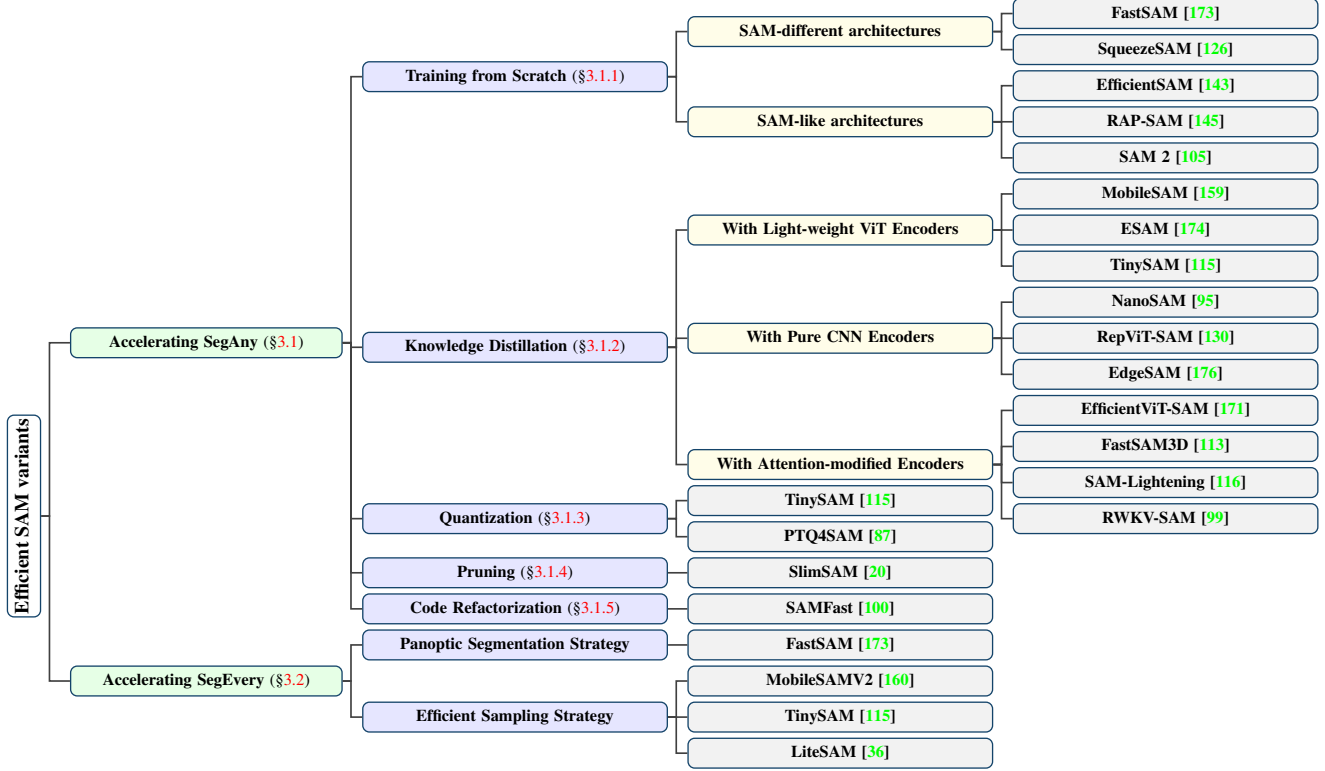 Efficient SAM variants
Accelerating SegAny (§3.1)
Training from Scratch (§3.1.1)
SAM-different architectures
FastSAM [173]
SqueezeSAM [126]
SAM-like architectures
EfficientSAM [143]
RAP-SAM [145]
SAM 2 [105]
Knowledge Distillation (§3.1.2)
With Light-weight ViT Encoders
MobileSAM [159]
ESAM [174]
TinySAM [115]
With Pure CNN Encoders
NanoSAM [95]
RepViT-SAM [130]
EdgeSAM [176]
With Attention-modified Encoders
EfficientViT-SAM [171]
FastSAM3D [113]
SAM-Lightening [116]
RWKV-SAM [99]
Quantization (§3.1.3)
TinySAM [115]
PTQ4SAM [87]
Pruning (§3.1.4)
SlimSAM [20]
Code Refactorization (§3.1.5)
SAMFast [100]
Accelerating SegEvery (§3.2)
Panoptic Segmentation Strategy
FastSAM [173]
Efficient Sampling Strategy
MobileSAMV2 [160]
TinySAM [115]
LiteSAM [36]